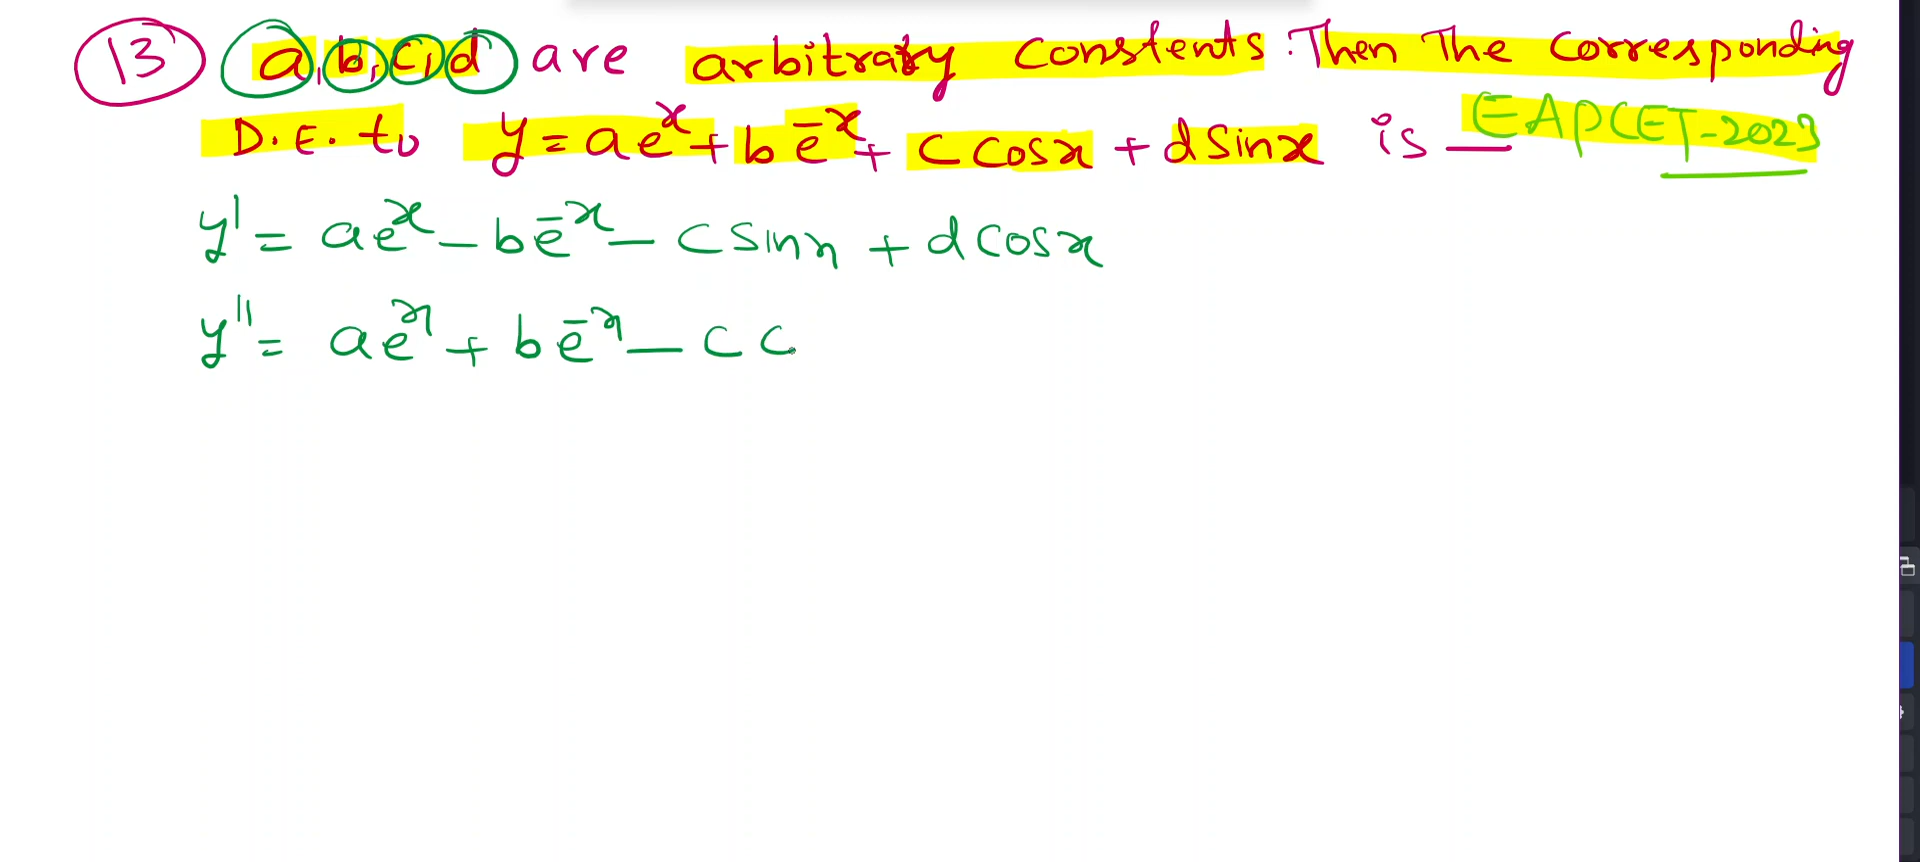 13 a, b, c, d are arbitrary constents. Then The Corresponding
D.E. to y = ae^x + be^-x + c cosx + d sinx is __ EAPCET-2023
y' = ae^x - be^-x - c sinx + d cosx
y'' = ae^x + be^-x - c c